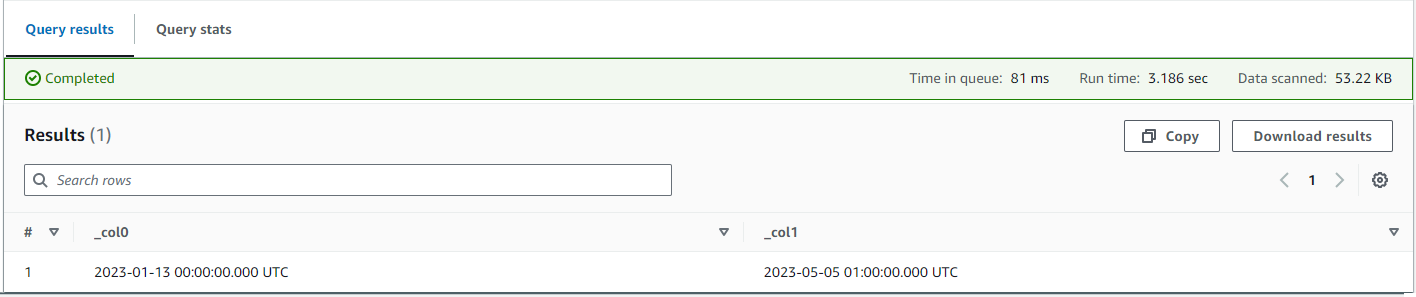 Query results Query stats
Completed Time in queue: 81 ms Run time: 3.186 sec Data scanned: 53.22 KB
Results (1) Copy Download results
Search rows 1
# _col0 _col1
1 2023-01-13 00:00:00.000 UTC 2023-05-05 01:00:00.000 UTC